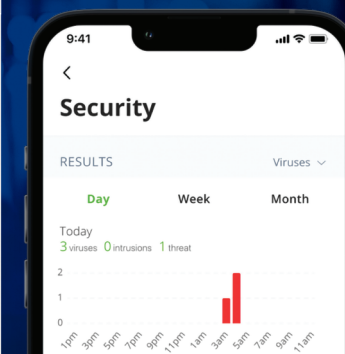 9:41
Security
RESULTS Viruses
Day Week Month
Today
3 viruses 0 intrusions 1 threat
2
1
0
1pm 3pm 5pm 7pm 9pm 11pm 1am 3am 5am 7am 9am 11am